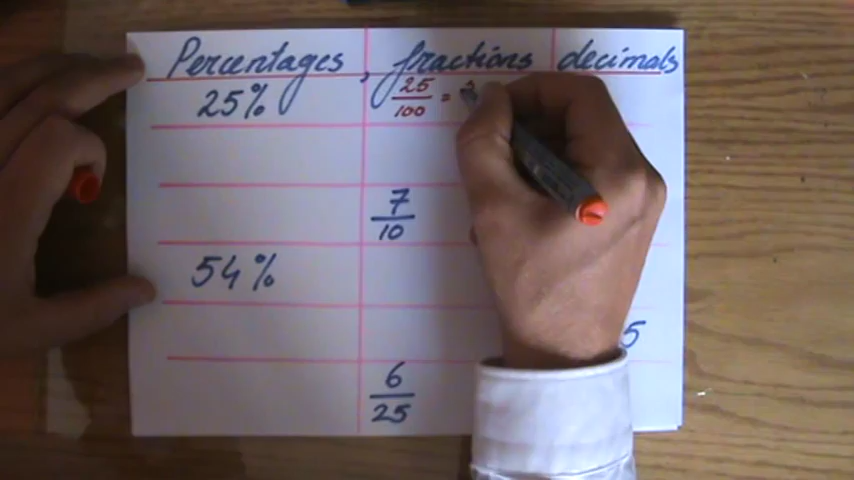 Percentages, fractions decimals
25% 25/100 =
7/10
54%
5
6/25